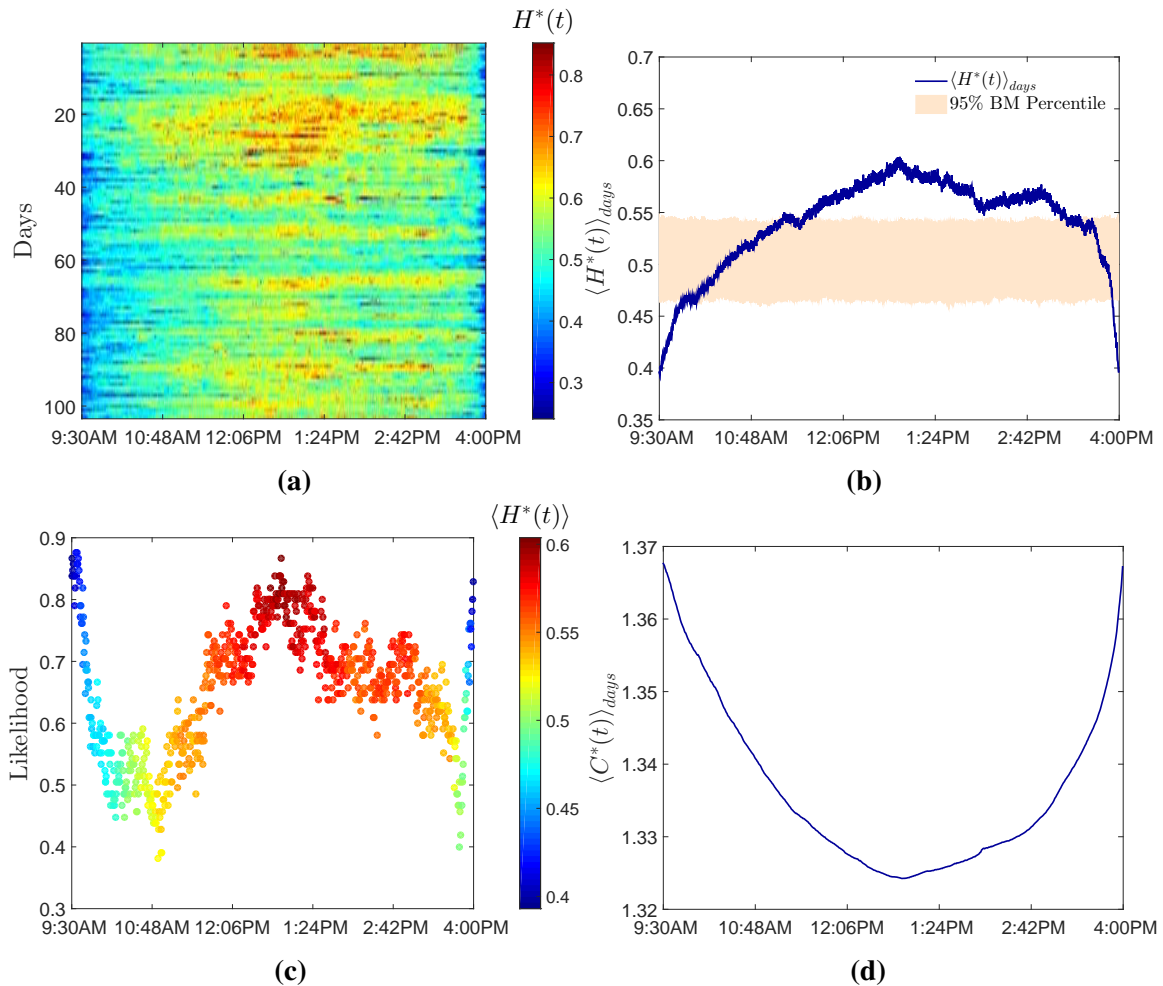 H*(t)
Days
20
40
60
80
100
9:30AM 10:48AM 12:06PM 1:24PM 2:42PM 4:00PM
0.8
0.7
0.6
0.5
0.4
0.3
(a)
⟨H*(t)⟩days
0.7
0.65
0.6
0.55
0.5
0.45
0.4
0.35
⟨H*(t)⟩days
95% BM Percentile
9:30AM 10:48AM 12:06PM 1:24PM 2:42PM 4:00PM
(b)
⟨H*(t)⟩
Likelihood
0.9
0.8
0.7
0.6
0.5
0.4
0.3
9:30AM 10:48AM 12:06PM 1:24PM 2:42PM 4:00PM
0.6
0.55
0.5
0.45
0.4
(c)
⟨C*(t)⟩days
1.37
1.36
1.35
1.34
1.33
1.32
9:30AM 10:48AM 12:06PM 1:24PM 2:42PM 4:00PM
(d)